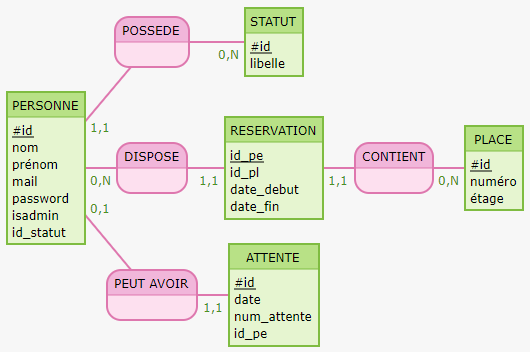 POSSEDE
STATUT
#id
libelle
0,N
PERSONNE
#id
nom
prénom
mail
password
isadmin
id_statut
1,1
0,N
0,1
DISPOSE
1,1
RESERVATION
id_pe
id_pl
date_debut
date_fin
1,1
CONTIENT
0,N
PLACE
#id
numéro
étage
PEUT AVOIR
1,1
ATTENTE
#id
date
num_attente
id_pe